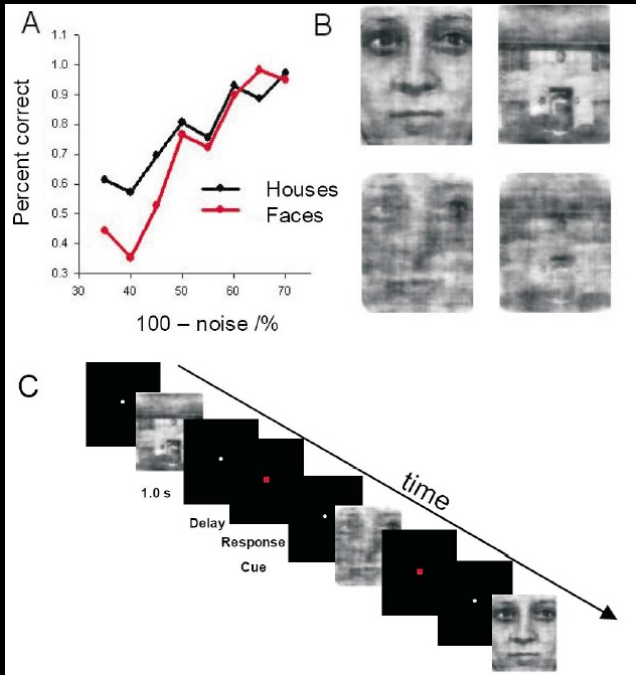 A
B
Percent correct
1.1
1.0
0.9
0.8
0.7
0.6
0.5
0.4
0.3
Houses
Faces
30 40 50 60 70
100 – noise /%
C
time
1.0 s
Delay
Response
Cue